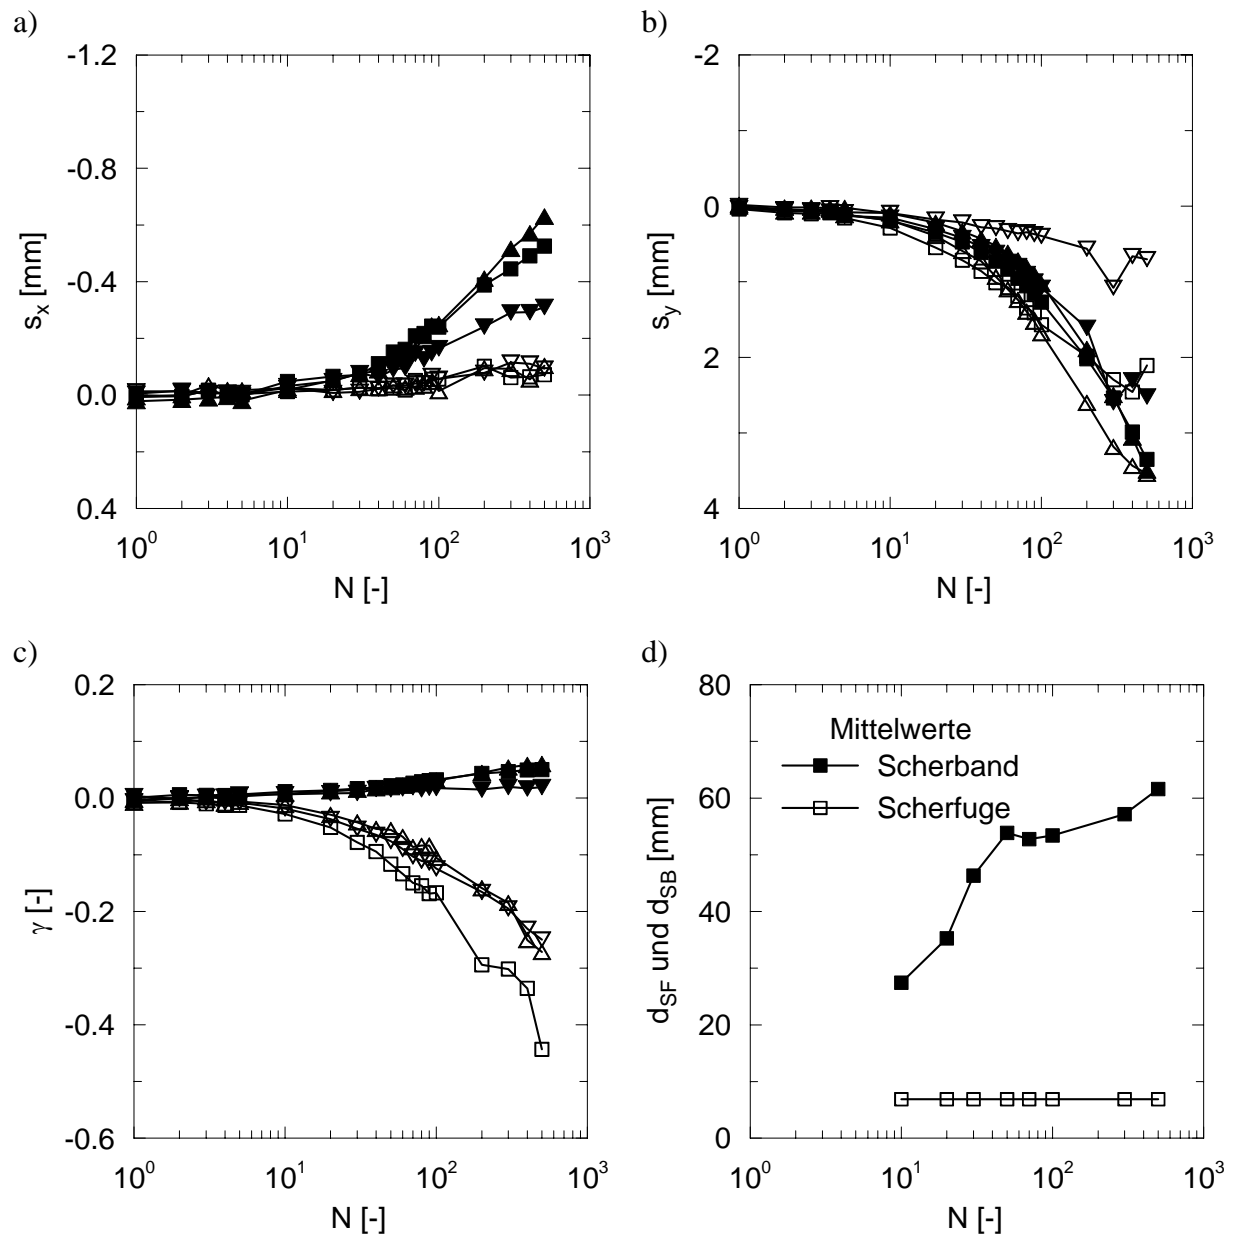 a)
-1.2
-0.8
-0.4
0.0
0.4
s_x [mm]
10^0 10^1 10^2 10^3
N [-]
b)
-2
0
2
4
s_y [mm]
10^0 10^1 10^2 10^3
N [-]
c)
0.2
0.0
-0.2
-0.4
-0.6
γ [-]
10^0 10^1 10^2 10^3
N [-]
d)
80
60
40
20
0
d_SF und d_SB [mm]
Mittelwerte
Scherband
Scherfuge
10^0 10^1 10^2 10^3
N [-]